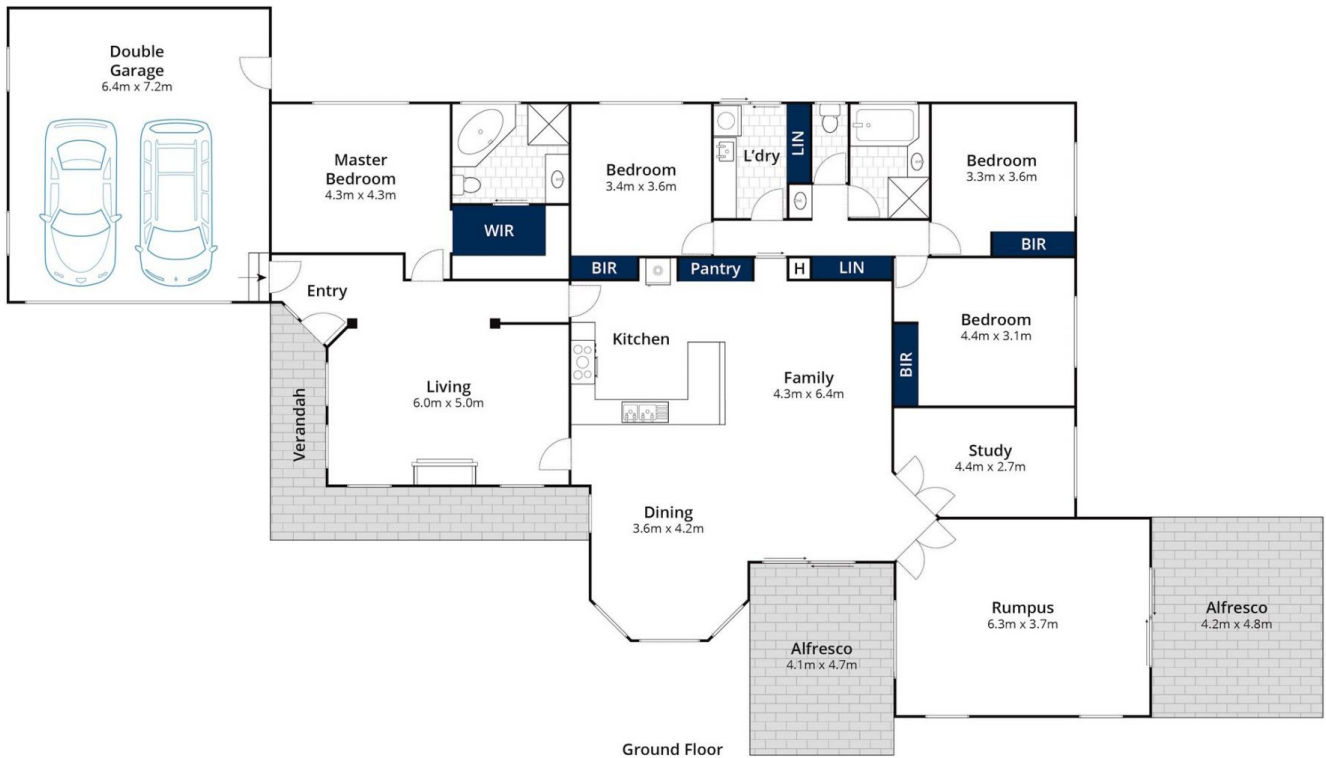 Double
Garage
6.4m x 7.2m
Master
Bedroom
4.3m x 4.3m
WIR
Bedroom
3.4m x 3.6m
L'dry
LIN
Bedroom
3.3m x 3.6m
BIR
BIR
Pantry
H
LIN
Entry
Kitchen
Bedroom
4.4m x 3.1m
BIR
Living
6.0m x 5.0m
Family
4.3m x 6.4m
Verandah
Study
4.4m x 2.7m
Dining
3.6m x 4.2m
Rumpus
6.3m x 3.7m
Alfresco
4.2m x 4.8m
Alfresco
4.1m x 4.7m
Ground Floor